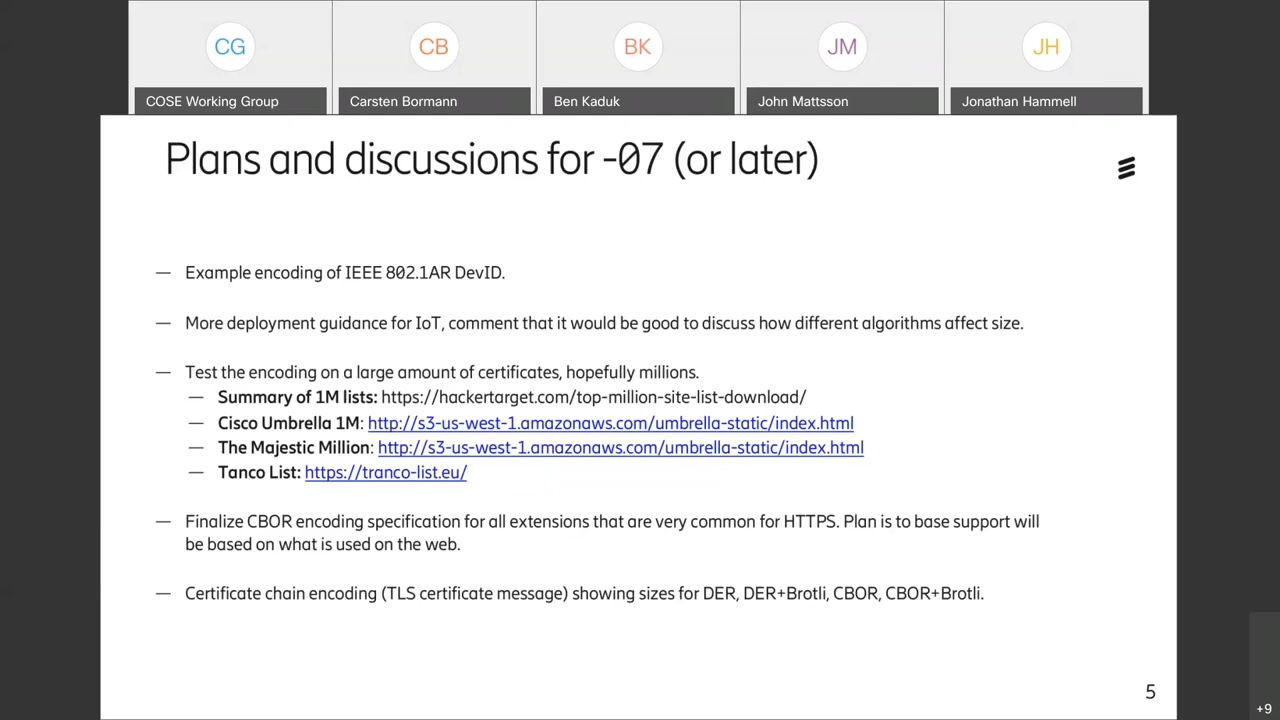 CG
CB
BK
JM
JH
COSE Working Group
Carsten Bormann
Ben Kaduk
John Mattsson
Jonathan Hammell
Plans and discussions for -07 (or later)
— Example encoding of IEEE 802.1AR DevID.
— More deployment guidance for IoT, comment that it would be good to discuss how different algorithms affect size.
— Test the encoding on a large amount of certificates, hopefully millions.
— Summary of 1M lists: https://hackertarget.com/top-million-site-list-download/
— Cisco Umbrella 1M: http://s3-us-west-1.amazonaws.com/umbrella-static/index.html
— The Majestic Million: http://s3-us-west-1.amazonaws.com/umbrella-static/index.html
— Tanco List: https://tranco-list.eu/
— Finalize CBOR encoding specification for all extensions that are very common for HTTPS. Plan is to base support will
be based on what is used on the web.
— Certificate chain encoding (TLS certificate message) showing sizes for DER, DER+Brotli, CBOR, CBOR+Brotli.
5
+9